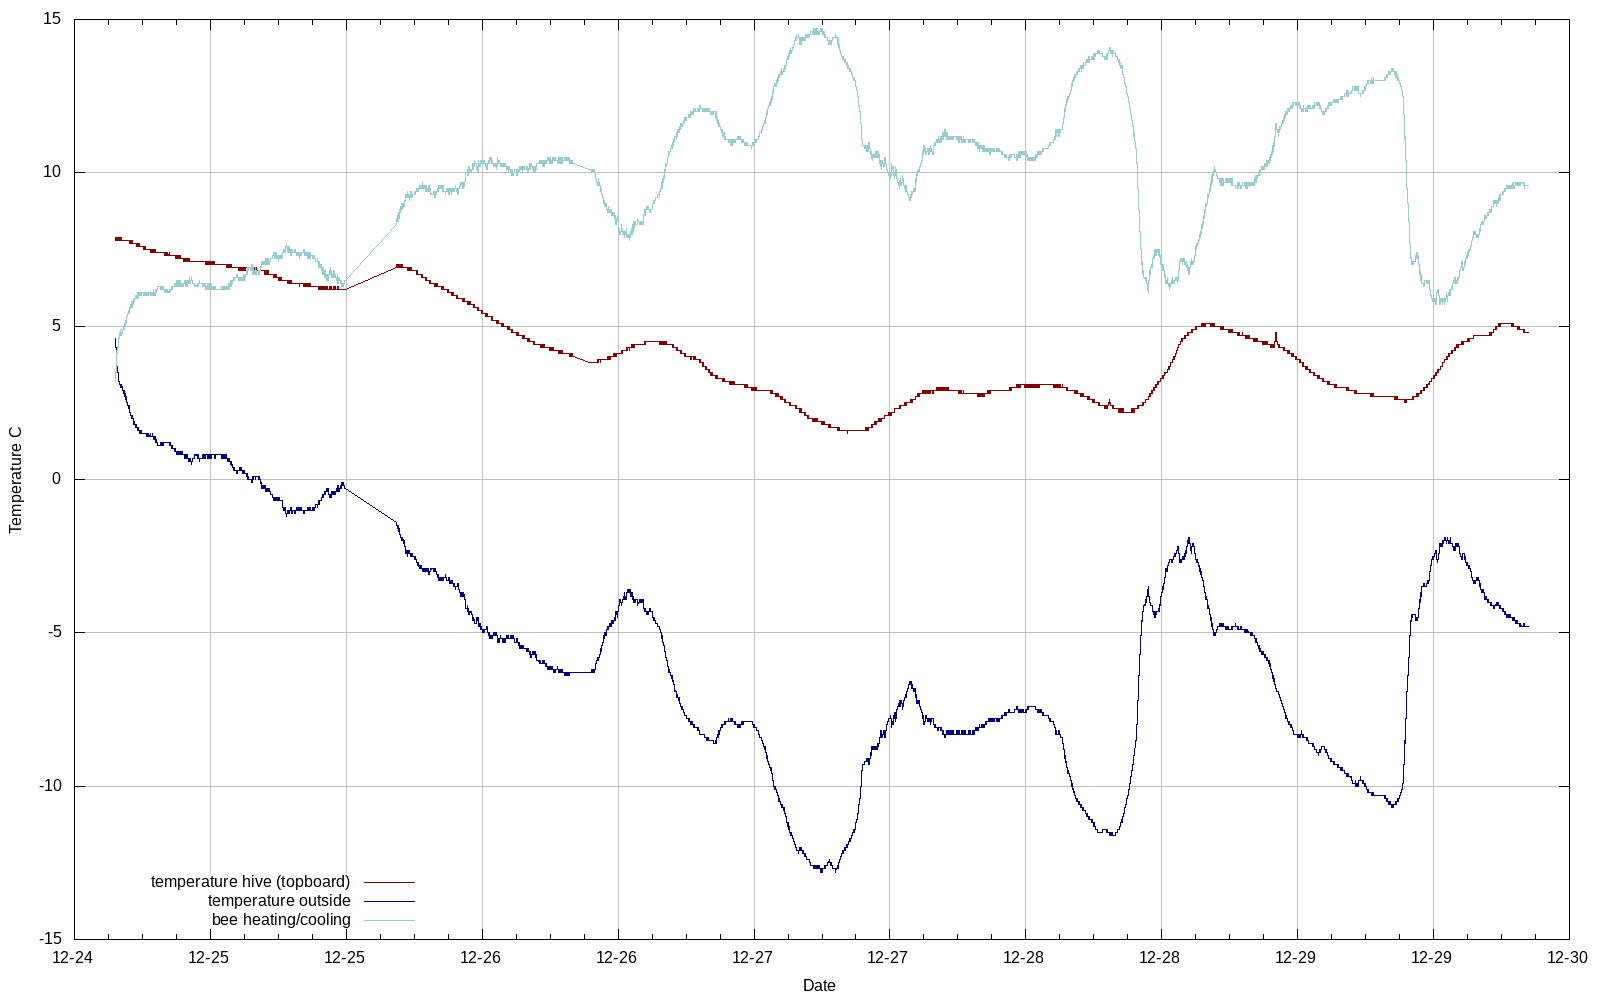 15
10
5
0
-5
-10
-15
Temperature C
temperature hive (topboard)
temperature outside
bee heating/cooling
12-24 12-25 12-25 12-26 12-26 12-27 12-27 12-28 12-28 12-29 12-29 12-30
Date